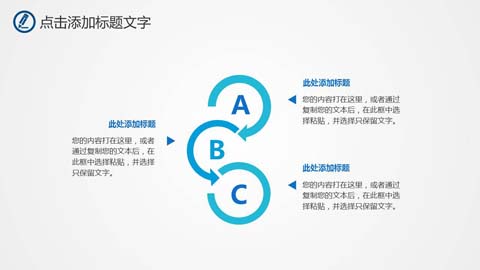 点击添加标题文字
A
此处添加标题
您的内容打在这里，或者通过
复制您的文本后，在此框中选
择粘贴，并选择只保留文字。
此处添加标题
您的内容打在这里，或者
通过复制您的文本后，在
此框中选择粘贴，并选择
只保留文字。
B
C
此处添加标题
您的内容打在这里，或者通过
复制您的文本后，在此框中选
择粘贴，并选择只保留文字。